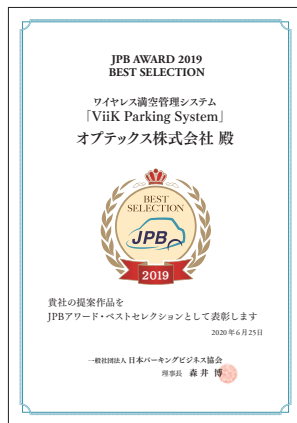 JPB AWARD 2019
BEST SELECTION
ワイヤレス満空管理システム
「ViiK Parking System」
オプテックス株式会社 殿
BEST
SELECTION
JPB
2019
貴社の提案作品を
JPBアワード・ベストセレクションとして表彰します
2020年6月25日
一般社団法人 日本パーキングビジネス協会
理事長 森井 博